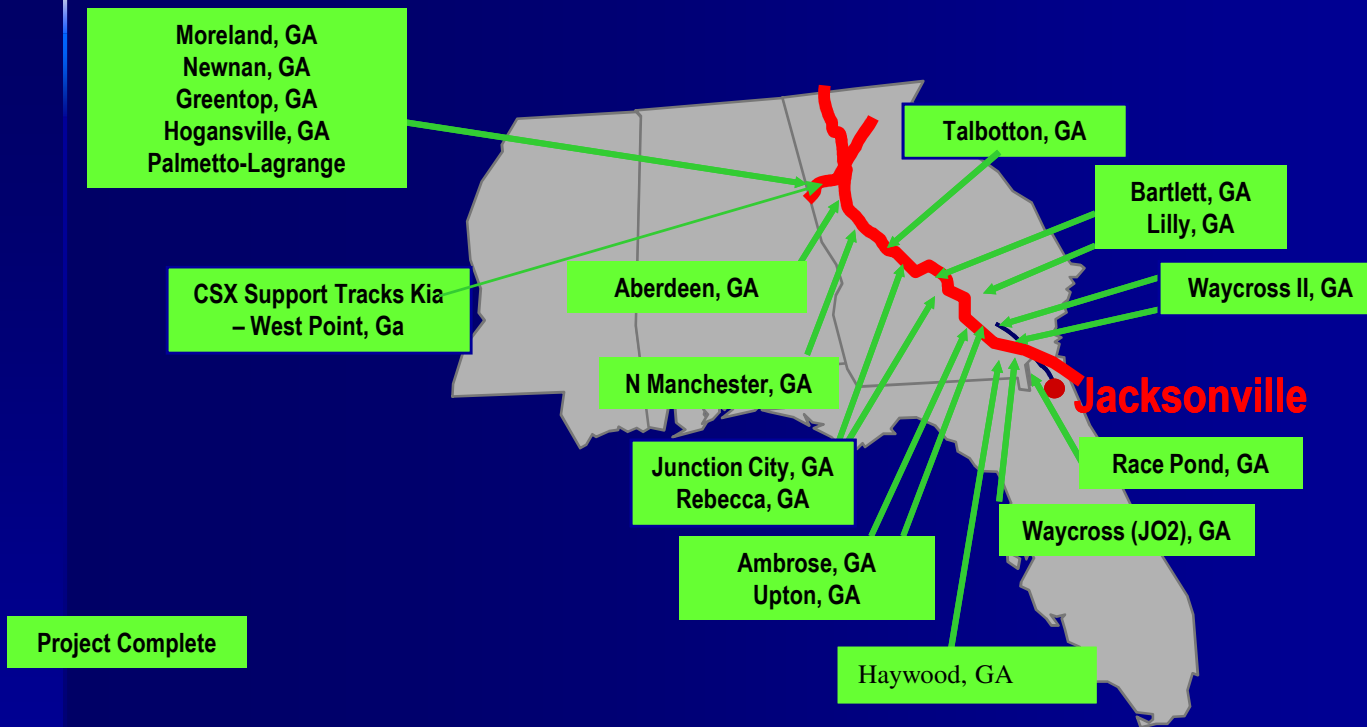 Moreland, GA
Newnan, GA
Greentop, GA
Hogansville, GA
Palmetto-Lagrange
Talbotton, GA
Bartlett, GA
Lilly, GA
CSX Support Tracks Kia
– West Point, Ga
Aberdeen, GA
Waycross II, GA
N Manchester, GA
Jacksonville
Junction City, GA
Rebecca, GA
Race Pond, GA
Waycross (JO2), GA
Ambrose, GA
Upton, GA
Project Complete
Haywood, GA